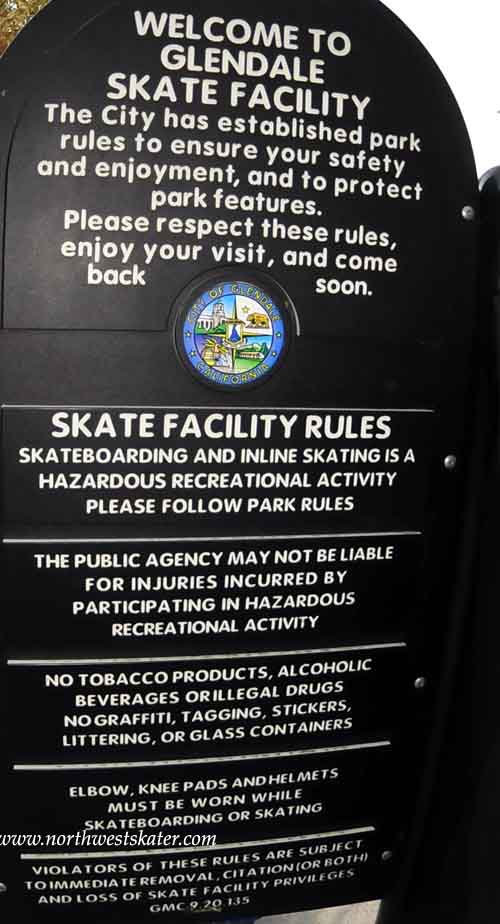 WELCOME TO
GLENDALE
SKATE FACILITY
The City has established park
rules to ensure your safety
and enjoyment, and to protect
park features.
Please respect these rules,
enjoy your visit, and come
back soon.
CITY OF GLENDALE
CALIFORNIA
SKATE FACILITY RULES
SKATEBOARDING AND INLINE SKATING IS A
HAZARDOUS RECREATIONAL ACTIVITY
PLEASE FOLLOW PARK RULES
THE PUBLIC AGENCY MAY NOT BE LIABLE
FOR INJURIES INCURRED BY
PARTICIPATING IN HAZARDOUS
RECREATIONAL ACTIVITY
NO TOBACCO PRODUCTS, ALCOHOLIC
BEVERAGES OR ILLEGAL DRUGS
NO GRAFFITI, TAGGING, STICKERS,
LITTERING, OR GLASS CONTAINERS
ELBOW, KNEE PADS AND HELMETS
MUST BE WORN WHILE
SKATEBOARDING OR SKATING
www.northwestskater.com
VIOLATORS OF THESE RULES ARE SUBJECT
TO IMMEDIATE REMOVAL, CITATION (OR BOTH)
AND LOSS OF SKATE FACILITY PRIVILEGES
GMC 9.20.135